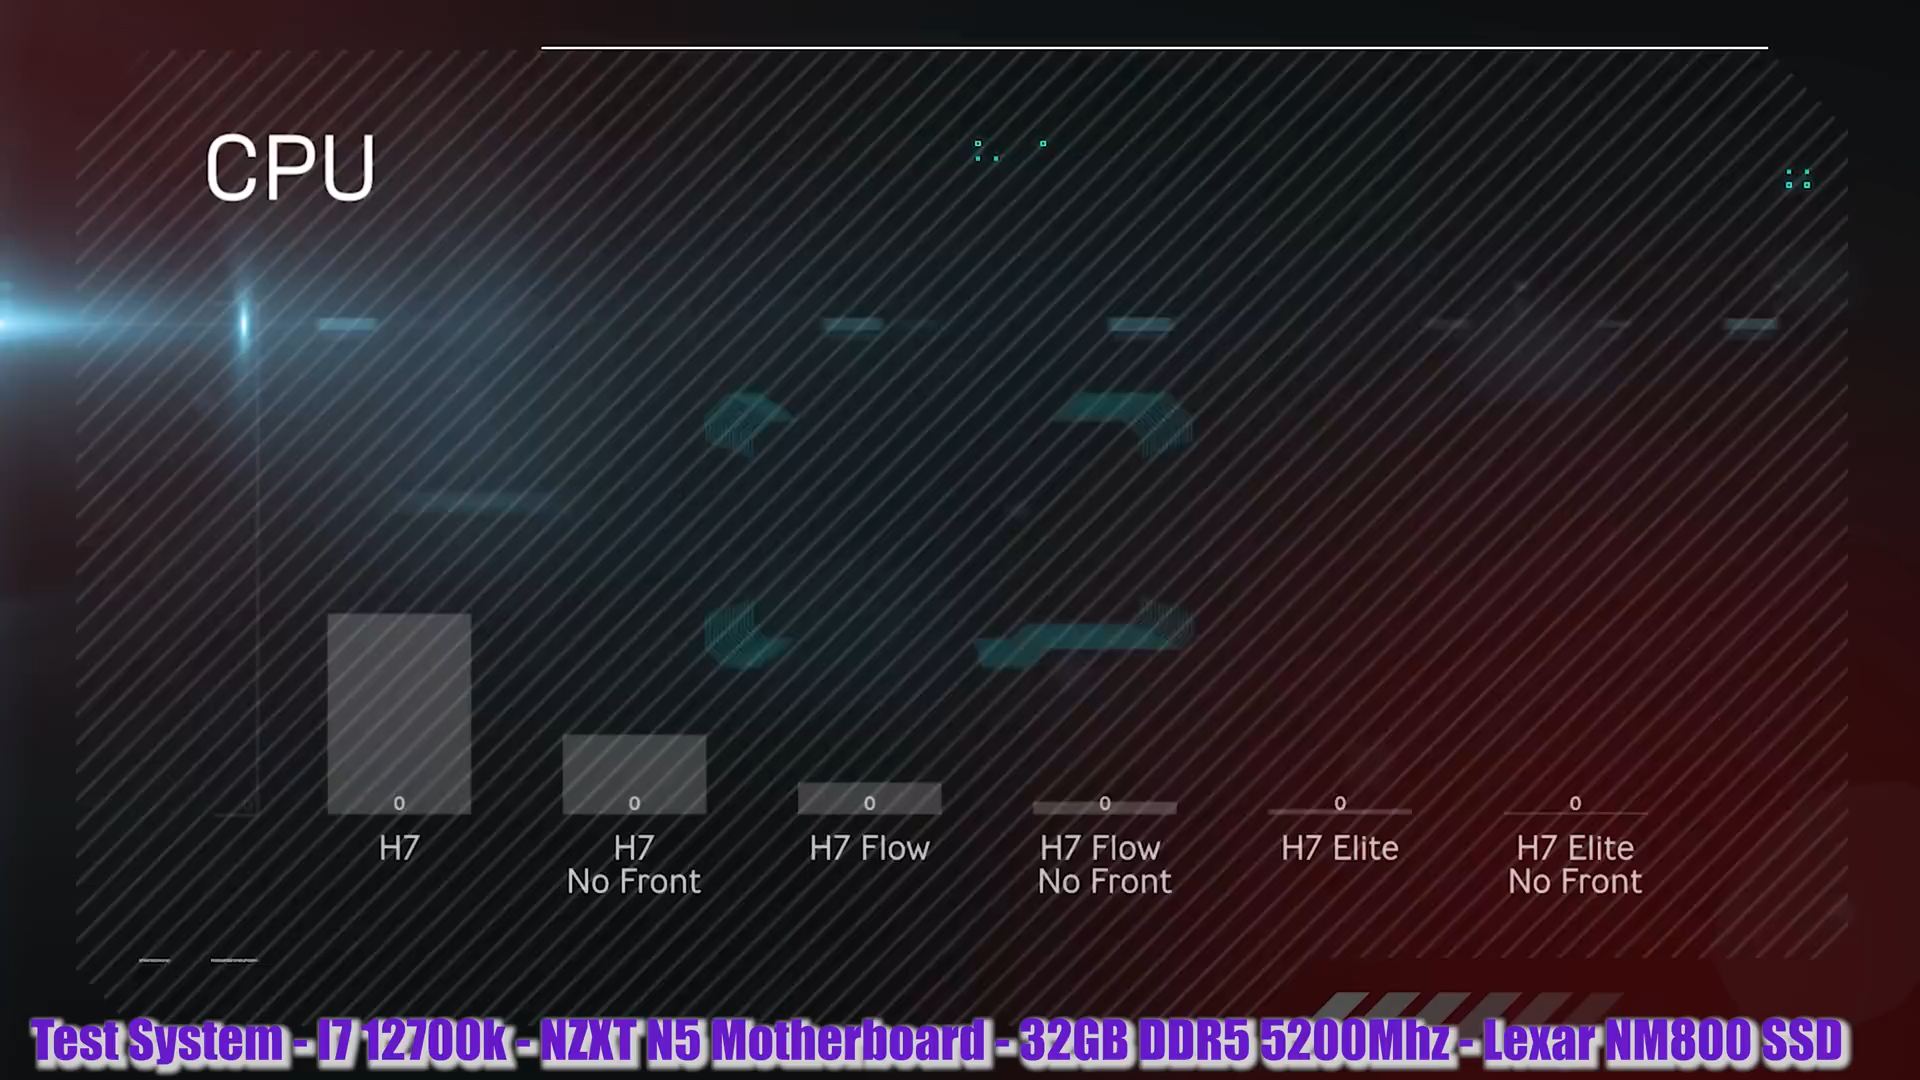 CPU
0 0 0 0 0 0
H7 H7 H7 Flow H7 Flow H7 Elite H7 Elite
No Front No Front No Front
Test System - I7 12700k - NZXT N5 Motherboard - 32GB DDR5 5200Mhz - Lexar NM800 SSD